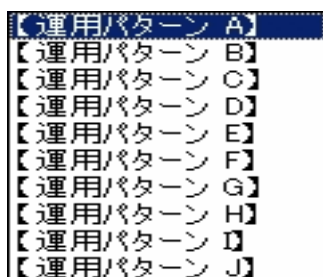 【運用パターン A】
【運用パターン B】
【運用パターン C】
【運用パターン D】
【運用パターン E】
【運用パターン F】
【運用パターン G】
【運用パターン H】
【運用パターン I】
【運用パターン J】